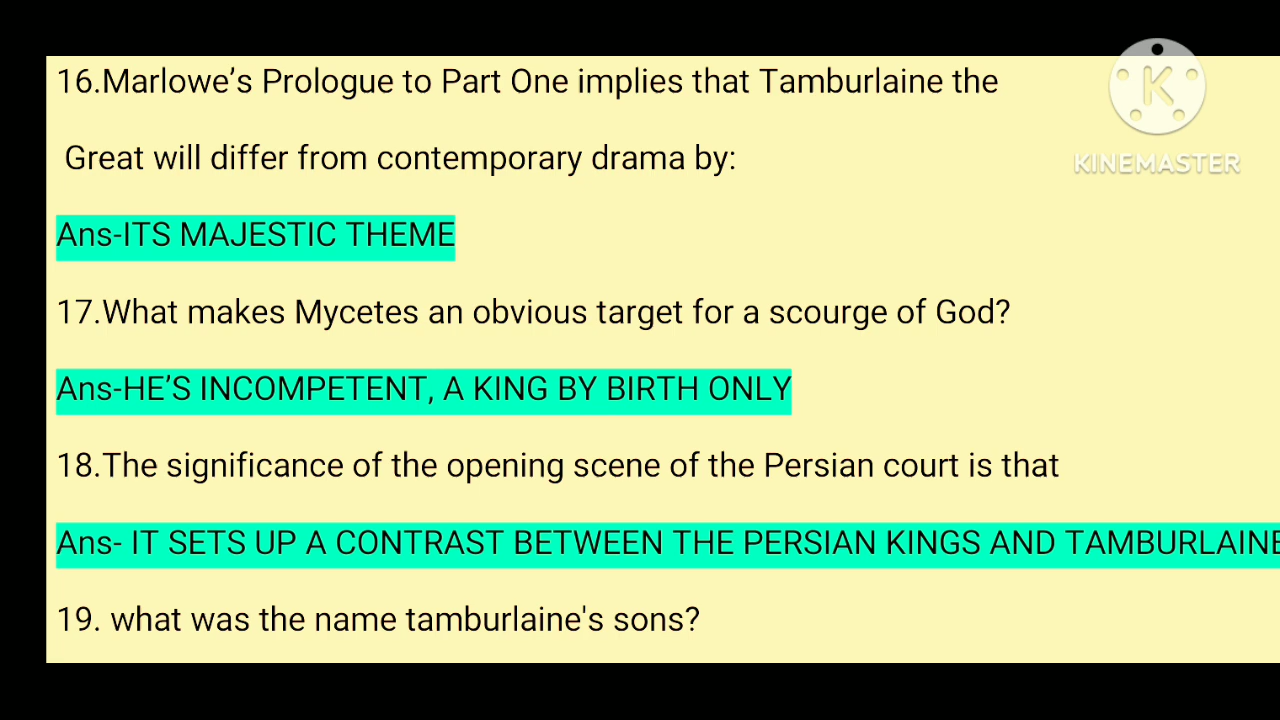 16.Marlowe’s Prologue to Part One implies that Tamburlaine the
Great will differ from contemporary drama by:
Ans-ITS MAJESTIC THEME
17.What makes Mycetes an obvious target for a scourge of God?
Ans-HE’S INCOMPETENT, A KING BY BIRTH ONLY
18.The significance of the opening scene of the Persian court is that
Ans- IT SETS UP A CONTRAST BETWEEN THE PERSIAN KINGS AND TAMBURLAINE
19. what was the name tamburlaine's sons?
K
KINEMASTER